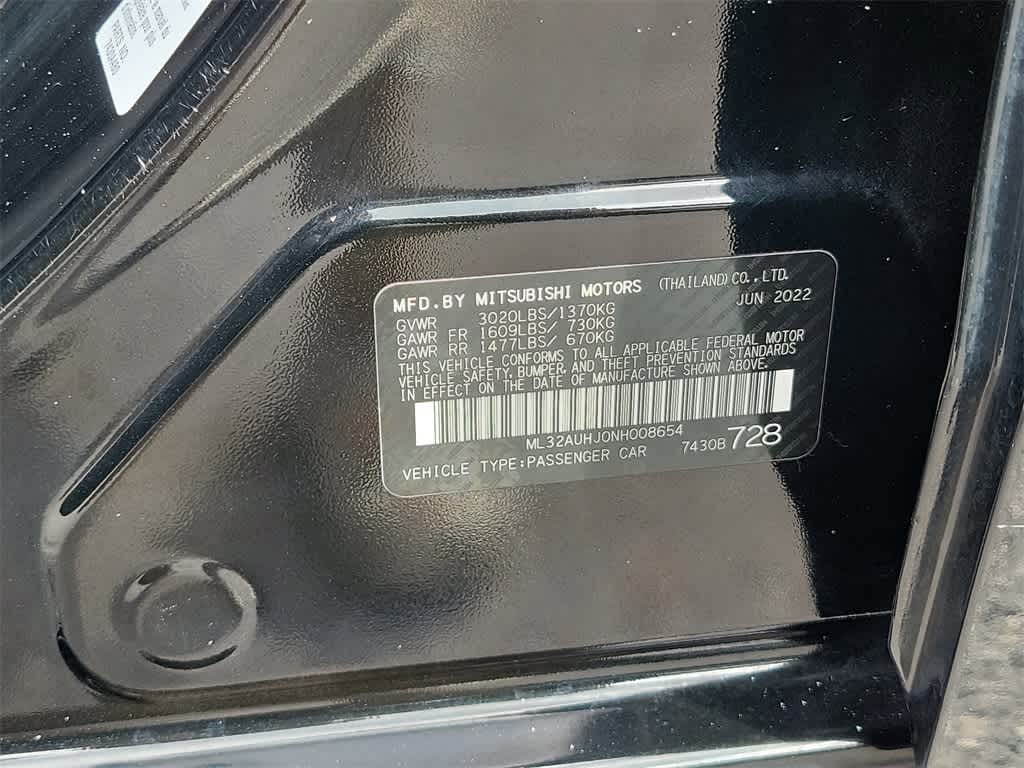 MFD.BY MITSUBISHI MOTORS (THAILAND) CO., LTD.
JUN 2022
GVWR 3020LBS/1370KG
GAWR FR 1609LBS/ 730KG
GAWR RR 1477LBS/ 670KG
THIS VEHICLE CONFORMS TO ALL APPLICABLE FEDERAL MOTOR
VEHICLE SAFETY, BUMPER, AND THEFT PREVENTION STANDARDS
IN EFFECT ON THE DATE OF MANUFACTURE SHOWN ABOVE.
ML32AUHJ0NH008654
VEHICLE TYPE:PASSENGER CAR 7430B 728